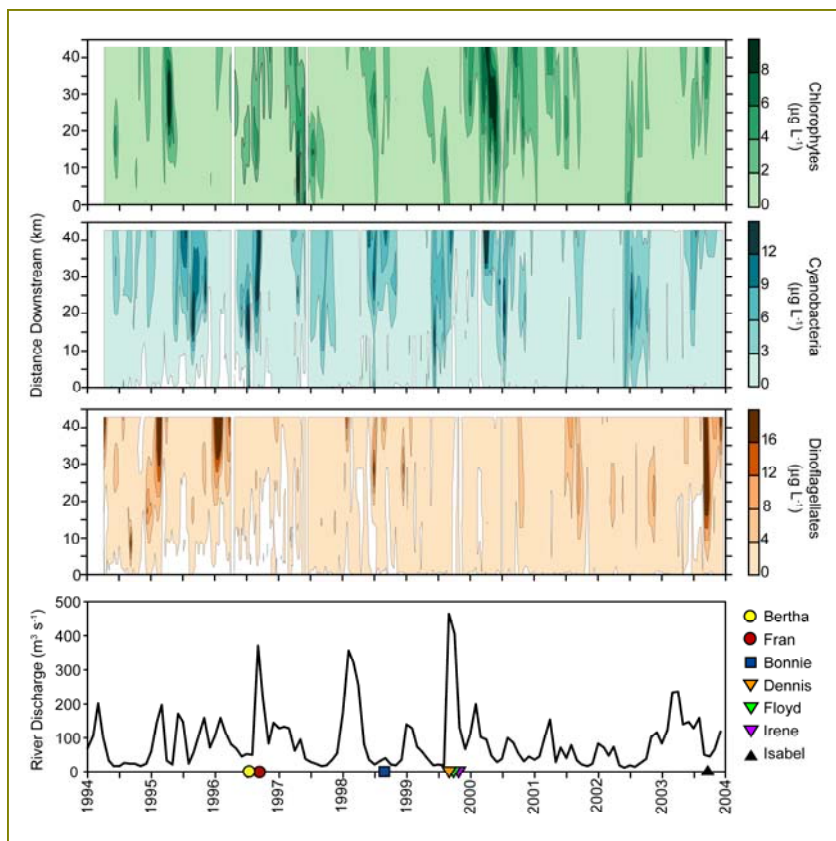 40
30
20
10
0
8
6
4
2
0
Chlorophytes
(µg L⁻¹)
Distance Downstream (km)
40
30
20
10
0
12
9
6
3
0
Cyanobacteria
(µg L⁻¹)
40
30
20
10
0
16
12
8
4
0
Dinoflagellates
(µg L⁻¹)
River Discharge (m³ s⁻¹)
500
400
300
200
100
0
1994 1995 1996 1997 1998 1999 2000 2001 2002 2003 2004
Bertha
Fran
Bonnie
Dennis
Floyd
Irene
Isabel